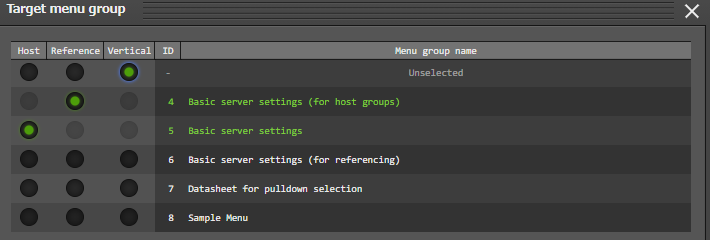 Target menu group
Host Reference Vertical ID Menu group name
- Unselected
4 Basic server settings (for host groups)
5 Basic server settings
6 Basic server settings (for referencing)
7 Datasheet for pulldown selection
8 Sample Menu